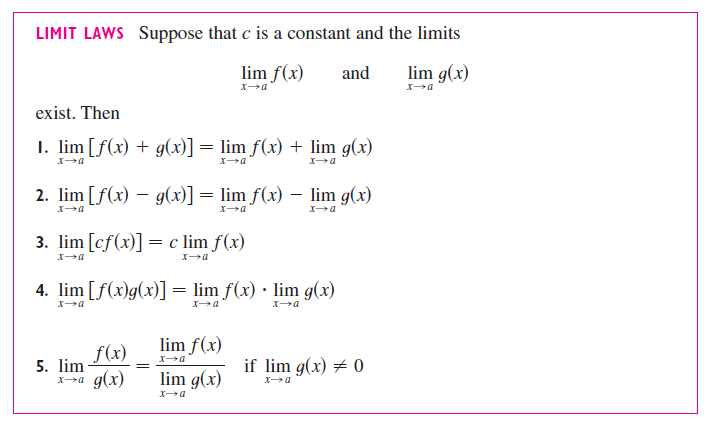 LIMIT LAWS Suppose that c is a constant and the limits
lim f(x) and lim g(x)
x→a x→a
exist. Then
1. lim [f(x) + g(x)] = lim f(x) + lim g(x)
x→a x→a x→a
2. lim [f(x) − g(x)] = lim f(x) − lim g(x)
x→a x→a x→a
3. lim [cf(x)] = c lim f(x)
x→a x→a
4. lim [f(x)g(x)] = lim f(x) · lim g(x)
x→a x→a x→a
5. lim f(x)/g(x) = lim f(x) / lim g(x) if lim g(x) ≠ 0
x→a x→a x→a x→a